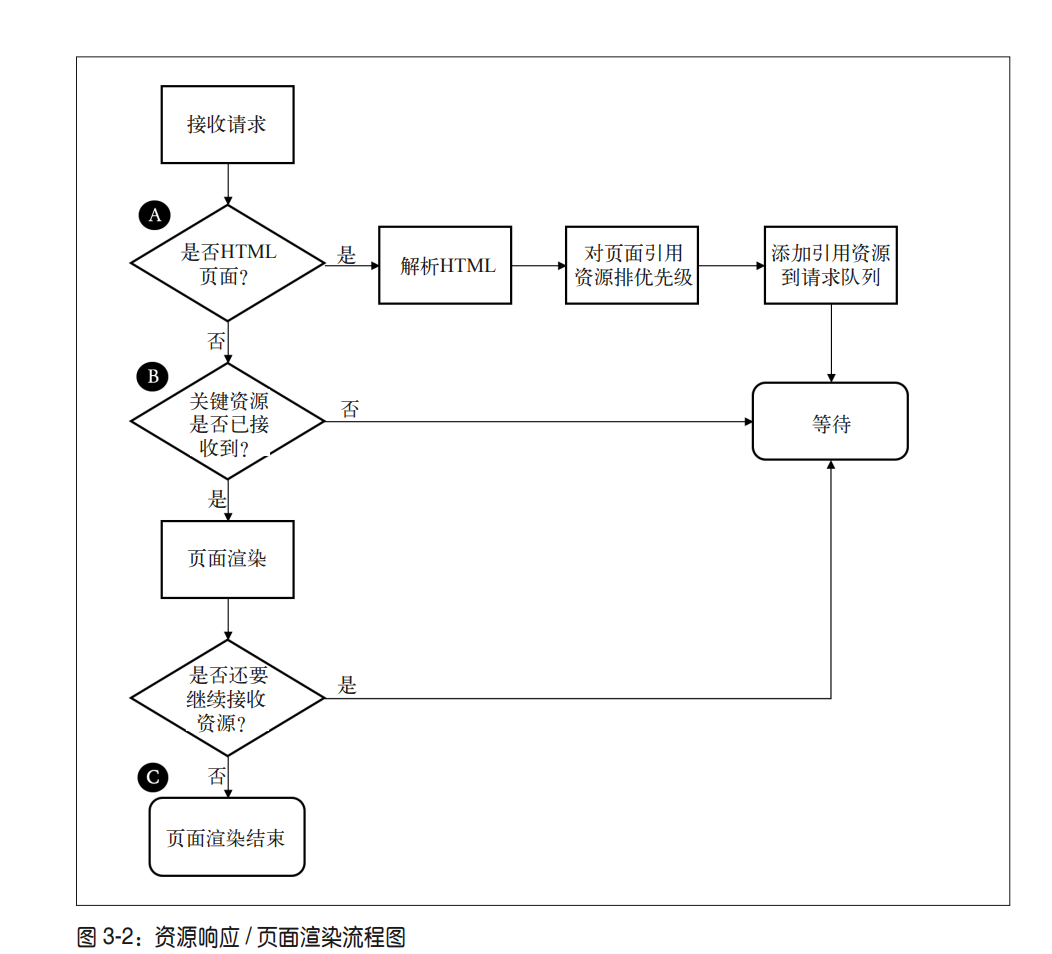 接收请求
A
是否HTML
页面？
是
解析HTML
对页面引用
资源排优先级
添加引用资源
到请求队列
否
B
关键资源
是否已接
收到？
否
等待
是
页面渲染
是否还要
继续接收
资源？
是
否
C
页面渲染结束
图 3-2：资源响应 / 页面渲染流程图